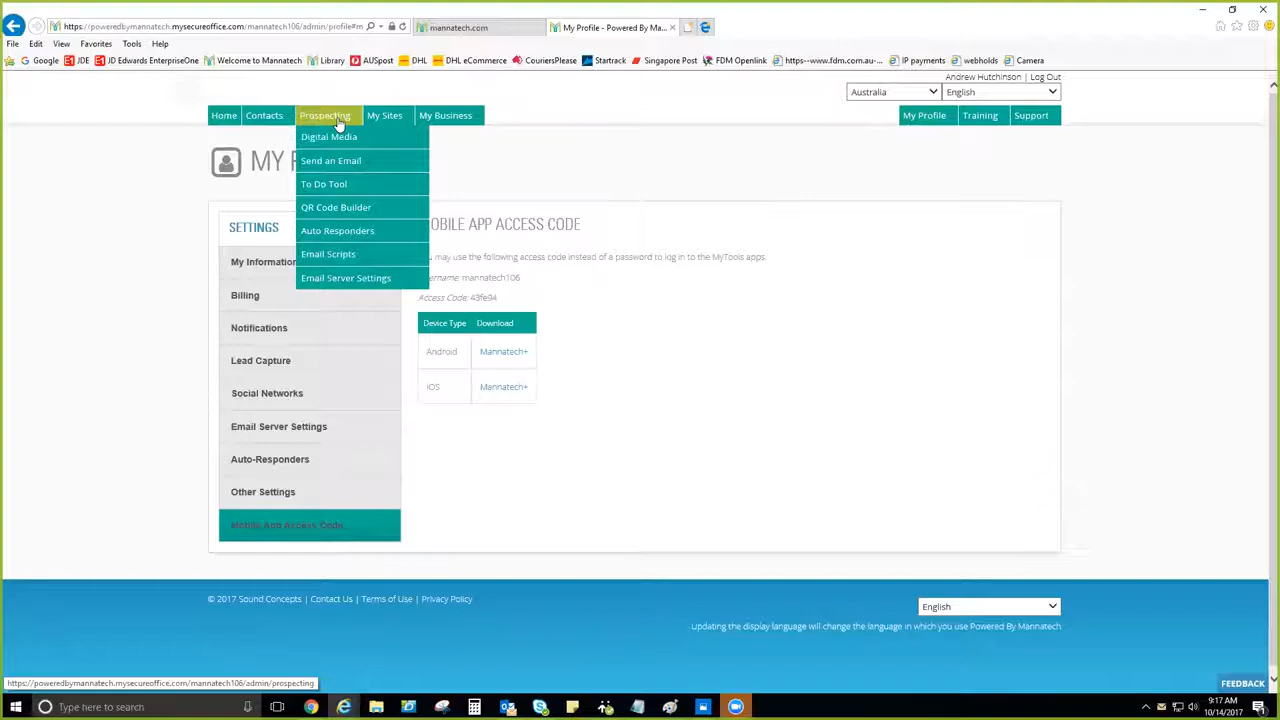 https://poweredbymannatech.mysecureoffice.com/mannatech106/admin/profile#m
mannatech.com
My Profile - Powered By Ma...
File Edit View Favorites Tools Help
Google JDE JD Edwards EnterpriseOne Welcome to Mannatech Library AUSpost DHL DHL eCommerce CouriersPlease Startrack Singapore Post FDM Openlink https--www.fdm.com.au-... IP payments webholds Camera
Andrew Hutchinson | Log Out
Australia English
Home Contacts Prospecting My Sites My Business My Profile Training Support
Digital Media
Send an Email
To Do Tool
QR Code Builder
Auto Responders
Email Scripts
Email Server Settings
MY
SETTINGS
My Information
Billing
Notifications
Lead Capture
Social Networks
Email Server Settings
Auto-Responders
Other Settings
Mobile App Access Code
OBILE APP ACCESS CODE
u may use the following access code instead of a password to log in to the MyTools apps.
ername: mannatech106
Access Code: 43fe94
Device Type Download
Android Mannatech+
iOS Mannatech+
© 2017 Sound Concepts | Contact Us | Terms of Use | Privacy Policy
English
Updating the display language will change the language in which you use Powered By Mannatech
https://poweredbymannatech.mysecureoffice.com/mannatech106/admin/prospecting
FEEDBACK
Type here to search
9:17 AM
10/14/2017